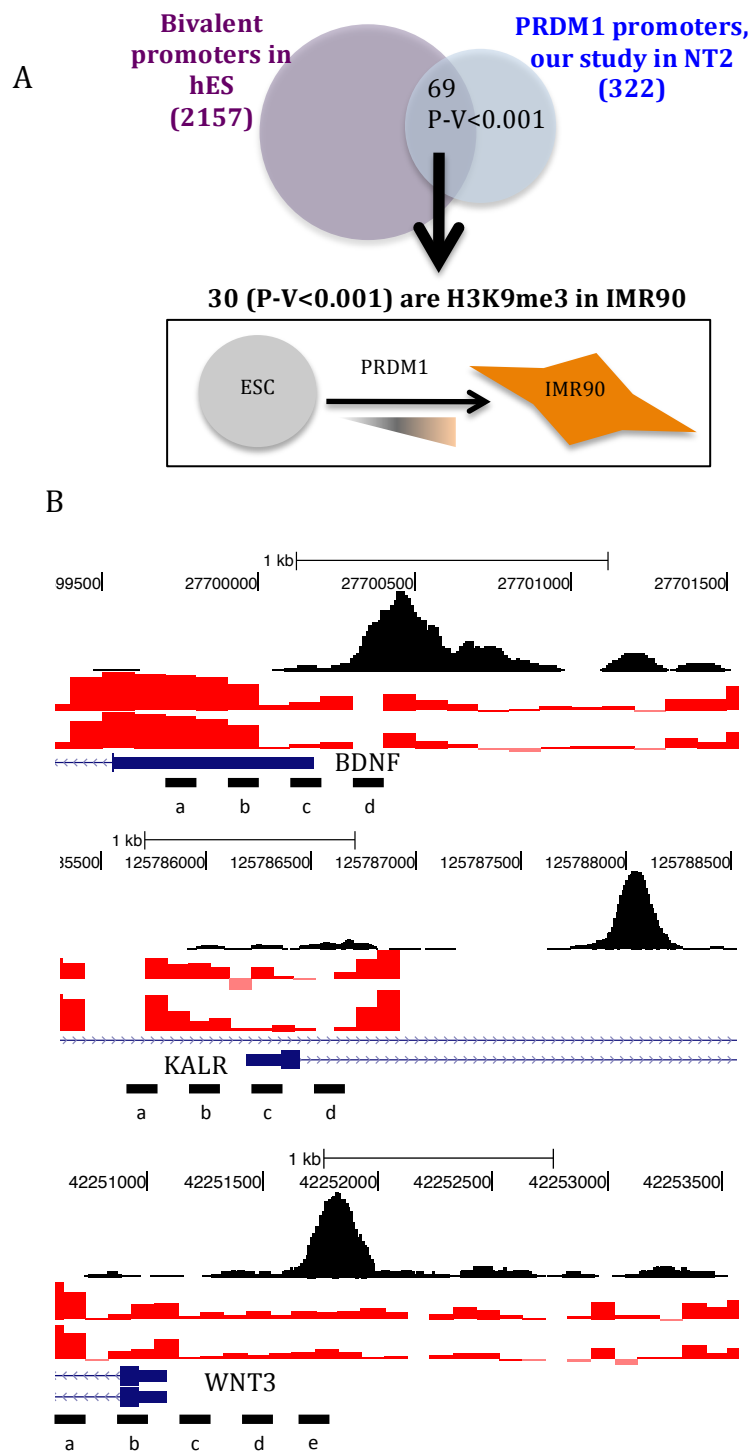 A
Bivalent
promoters in
hES
(2157)
PRDM1 promoters,
our study in NT2
(322)
69
P-V<0.001
30 (P-V<0.001) are H3K9me3 in IMR90
ESC
PRDM1
IMR90
B
1 kb
99500 27700000 27700500 27701000 27701500
BDNF
a b c d
1 kb
35500 125786000 125786500 125787000 125787500 125788000 125788500
KALR
a b c d
1 kb
42251000 42251500 42252000 42252500 42253000 42253500
WNT3
a b c d e